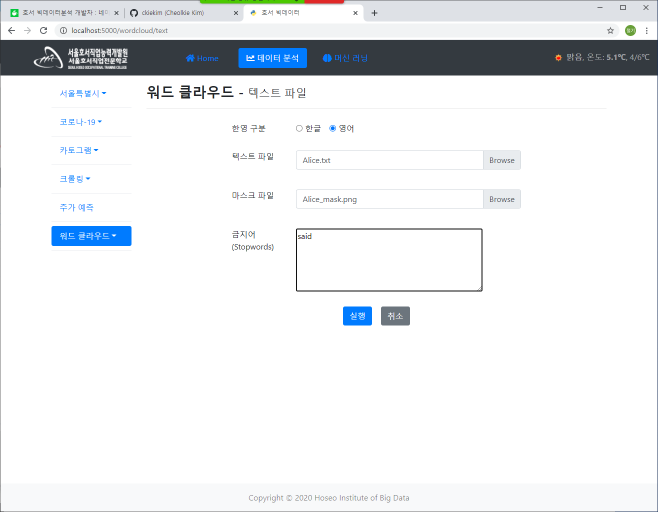 호서 빅데이터분석 개발자 : 네이
ckiekim (Cheolkie Kim)
호서 빅데이터
localhost:5000/wordcloud/text
서울호서직업능력개발원
서울호서직업전문학교
Home
데이터 분석
머신 러닝
맑음, 온도: 5.1℃, 4/6℃
서울특별시
코로나-19
카토그램
크롤링
주가 예측
워드 클라우드
워드 클라우드 - 텍스트 파일
한영 구분
한글
영어
텍스트 파일
Alice.txt
Browse
마스크 파일
Alice_mask.png
Browse
금지어
(Stopwords)
said
실행
취소
Copyright © 2020 Hoseo Institute of Big Data